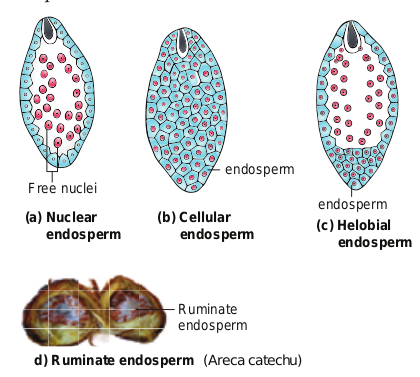 Free nuclei
(a) Nuclear
endosperm
endosperm
(b) Cellular
endosperm
endosperm
(c) Helobial
endosperm
Ruminate
endosperm
d) Ruminate endosperm (Areca catechu)